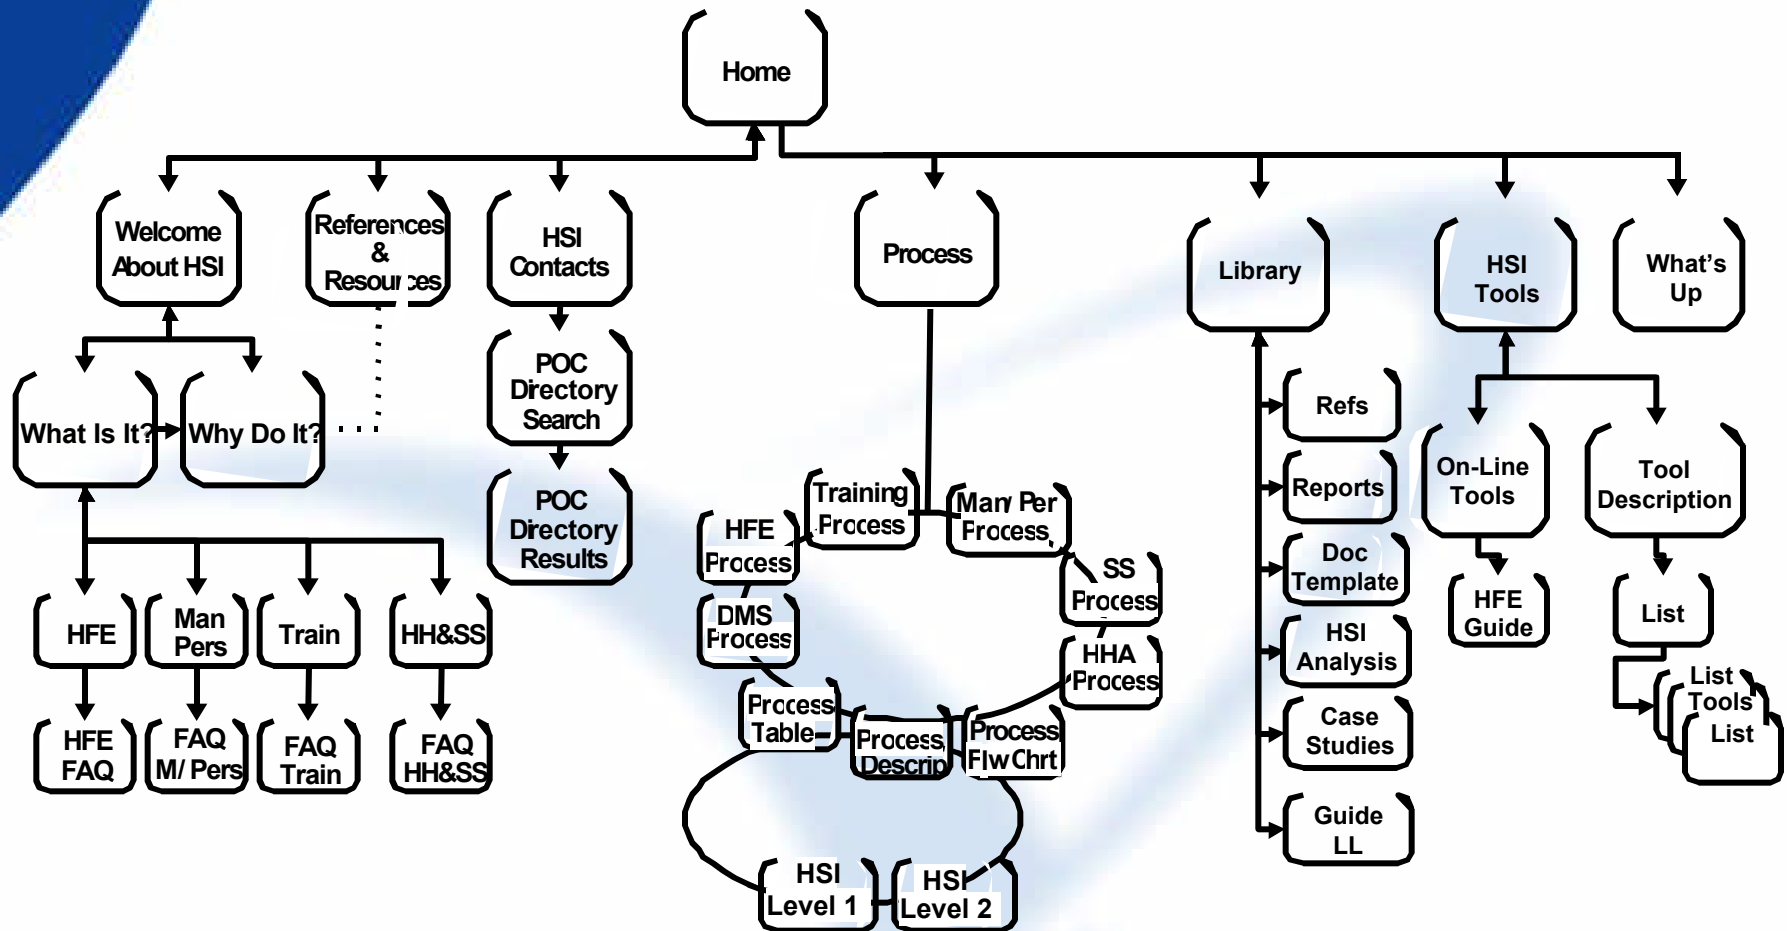 Home
Welcome
About HSI
References
&
Resources
HSI
Contacts
Process
Library
HSI
Tools
What's
Up
What Is It?
Why Do It?
POC
Directory
Search
POC
Directory
Results
HFE
Man
Pers
Train
HH&SS
HFE
FAQ
FAQ
M/ Pers
FAQ
Train
FAQ
HH&SS
Training
Process
Man/ Per
Process
HFE
Process
SS
Process
DMS
Process
HHA
Process
Process
Table
Process
Descrip
Process
Flw Chrt
HSI
Level 1
HSI
Level 2
Refs
Reports
Doc
Template
HSI
Analysis
Case
Studies
Guide
LL
On-Line
Tools
Tool
Description
HFE
Guide
List
List
Tools
List